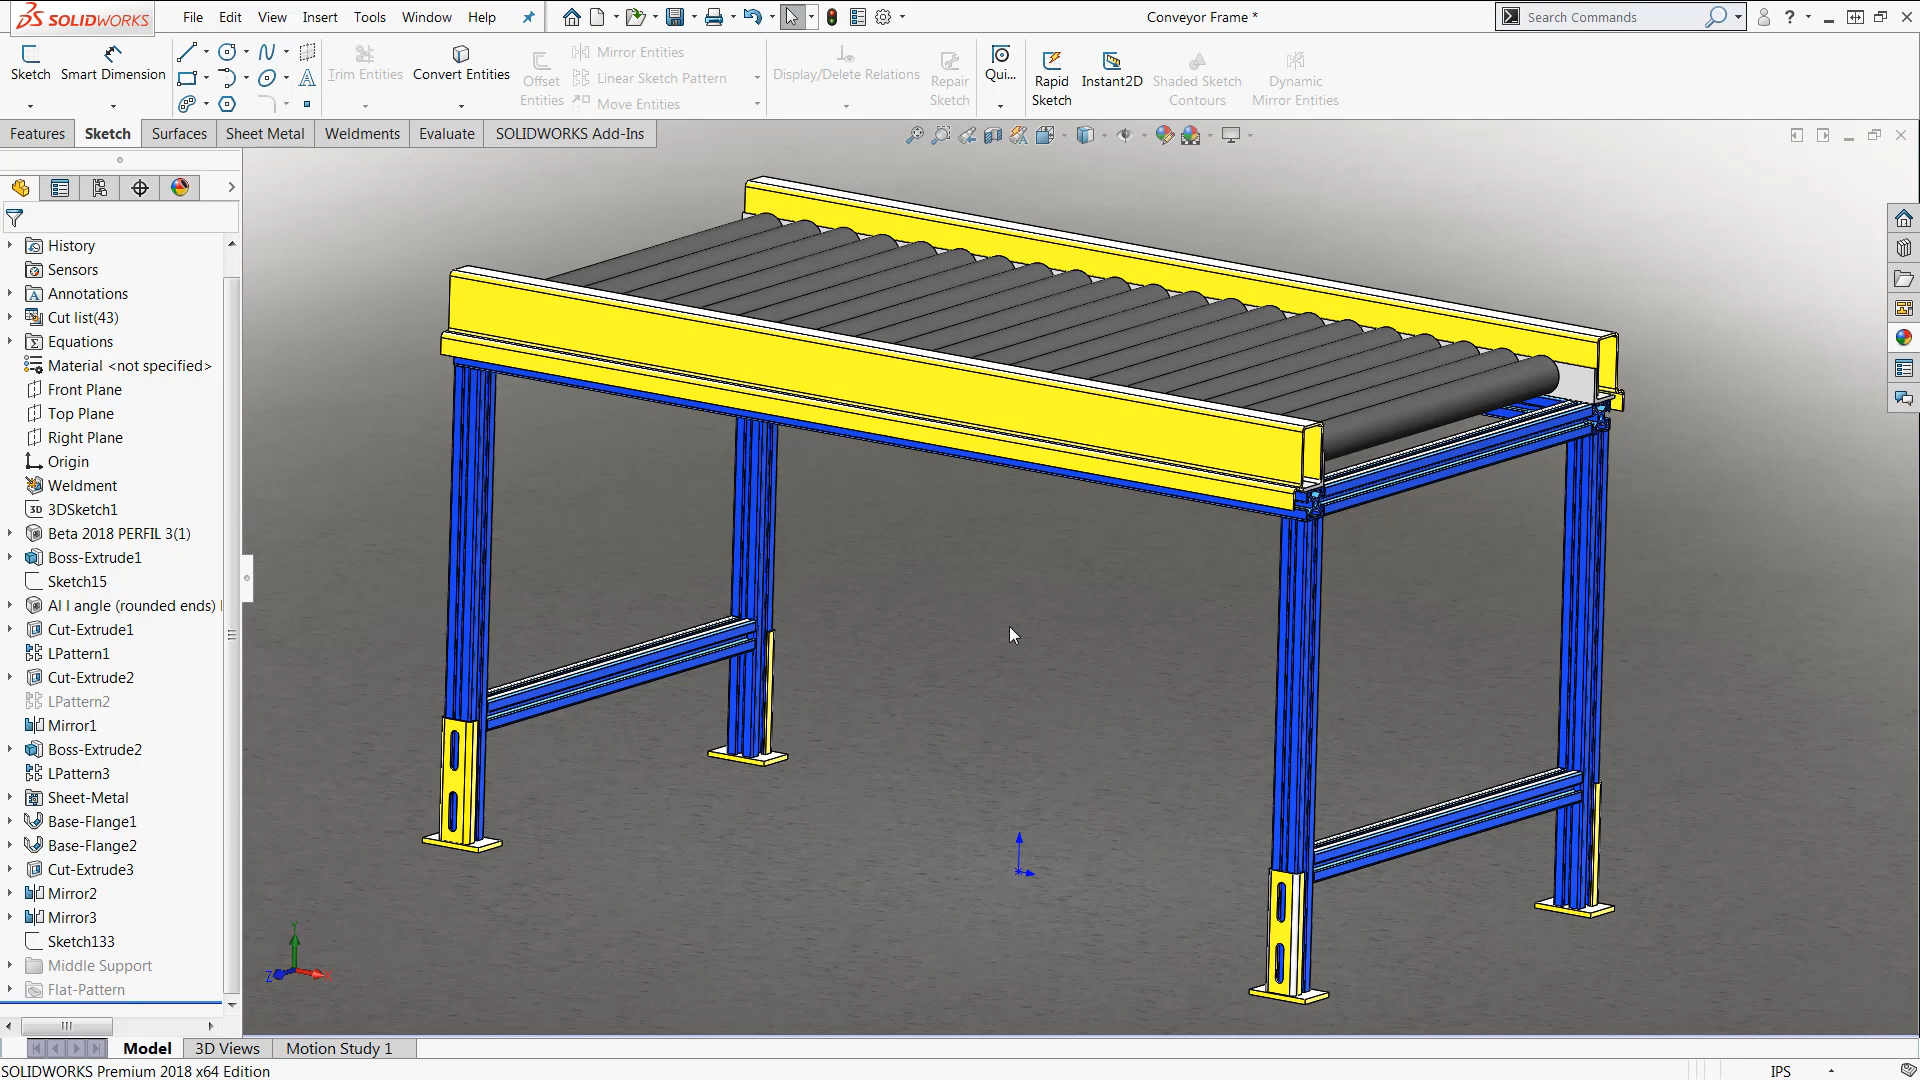 SOLIDWORKS File Edit View Insert Tools Window Help Conveyor Frame * Search Commands ?
Sketch Smart Dimension Trim Entities Convert Entities Offset Entities Mirror Entities Linear Sketch Pattern Move Entities Display/Delete Relations Repair Sketch Qui... Rapid Sketch Instant2D Shaded Sketch Contours Dynamic Mirror Entities
Features Sketch Surfaces Sheet Metal Weldments Evaluate SOLIDWORKS Add-Ins
History
Sensors
Annotations
Cut list(43)
Equations
Material <not specified>
Front Plane
Top Plane
Right Plane
Origin
Weldment
3D 3DSketch1
Beta 2018 PERFIL 3(1)
Boss-Extrude1
Sketch15
AI I angle (rounded ends)
Cut-Extrude1
LPattern1
Cut-Extrude2
LPattern2
Mirror1
Boss-Extrude2
LPattern3
Sheet-Metal
Base-Flange1
Base-Flange2
Cut-Extrude3
Mirror2
Mirror3
Sketch133
Middle Support
Flat-Pattern
Y
Z X
Model 3D Views Motion Study 1
SOLIDWORKS Premium 2018 x64 Edition IPS